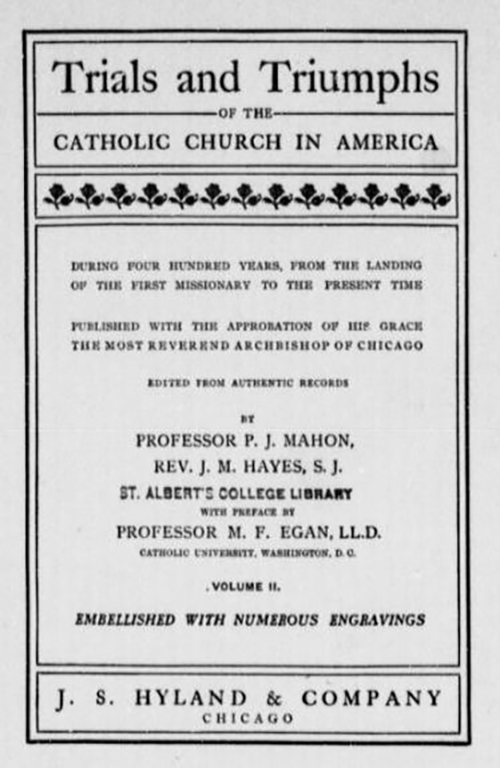 Trials and Triumphs
OF THE
CATHOLIC CHURCH IN AMERICA
DURING FOUR HUNDRED YEARS, FROM THE LANDING
OF THE FIRST MISSIONARY TO THE PRESENT TIME
PUBLISHED WITH THE APPROBATION OF HIS GRACE
THE MOST REVEREND ARCHBISHOP OF CHICAGO
EDITED FROM AUTHENTIC RECORDS
BY
PROFESSOR P. J. MAHON,
REV. J. M. HAYES, S. J.
ST. ALBERT'S COLLEGE LIBRARY
WITH PREFACE BY
PROFESSOR M. F. EGAN, LL.D.
CATHOLIC UNIVERSITY, WASHINGTON, D. C.
.VOLUME II.
EMBELLISHED WITH NUMEROUS ENGRAVINGS
J. S. HYLAND & COMPANY
CHICAGO